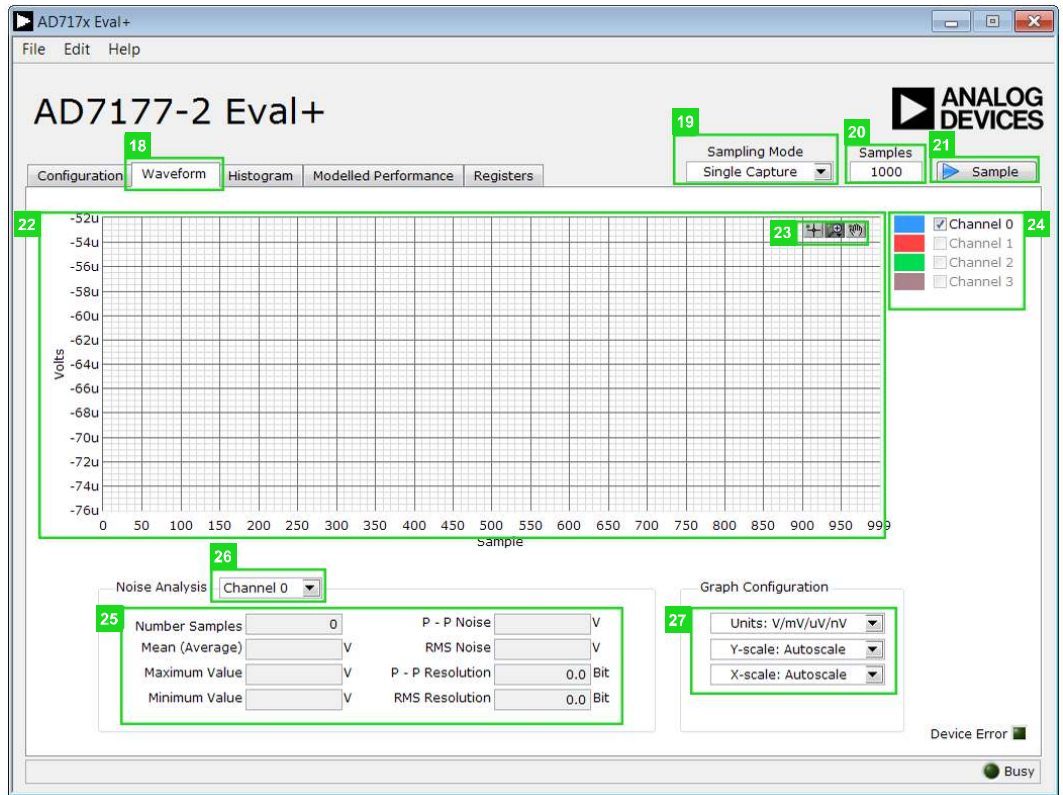 AD717x Eval+
File Edit Help
AD7177-2 Eval+
ANALOG
DEVICES
18
19
20
21
Sampling Mode
Samples
Configuration Waveform Histogram Modelled Performance Registers
Single Capture
1000
Sample
22
23
24
-52u
-54u
-56u
-58u
-60u
-62u
-64u
-66u
-68u
-70u
-72u
-74u
-76u
Volts
0 50 100 150 200 250 300 350 400 450 500 550 600 650 700 750 800 850 900 950 999
Sample
Channel 0
Channel 1
Channel 2
Channel 3
26
Noise Analysis Channel 0
25
Number Samples 0
Mean (Average) V
Maximum Value V
Minimum Value V
P - P Noise V
RMS Noise V
P - P Resolution 0.0 Bit
RMS Resolution 0.0 Bit
Graph Configuration
27
Units: V/mV/uV/nV
Y-scale: Autoscale
X-scale: Autoscale
Device Error
Busy